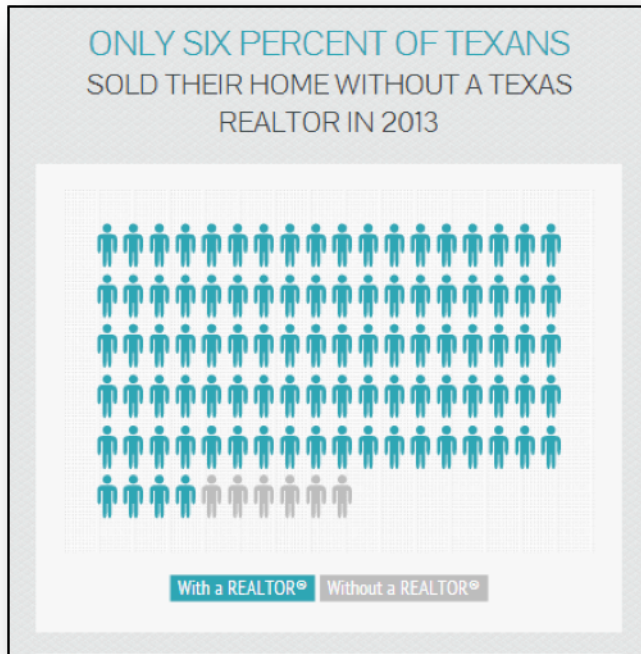 ONLY SIX PERCENT OF TEXANS
SOLD THEIR HOME WITHOUT A TEXAS
REALTOR IN 2013
With a REALTOR® Without a REALTOR®